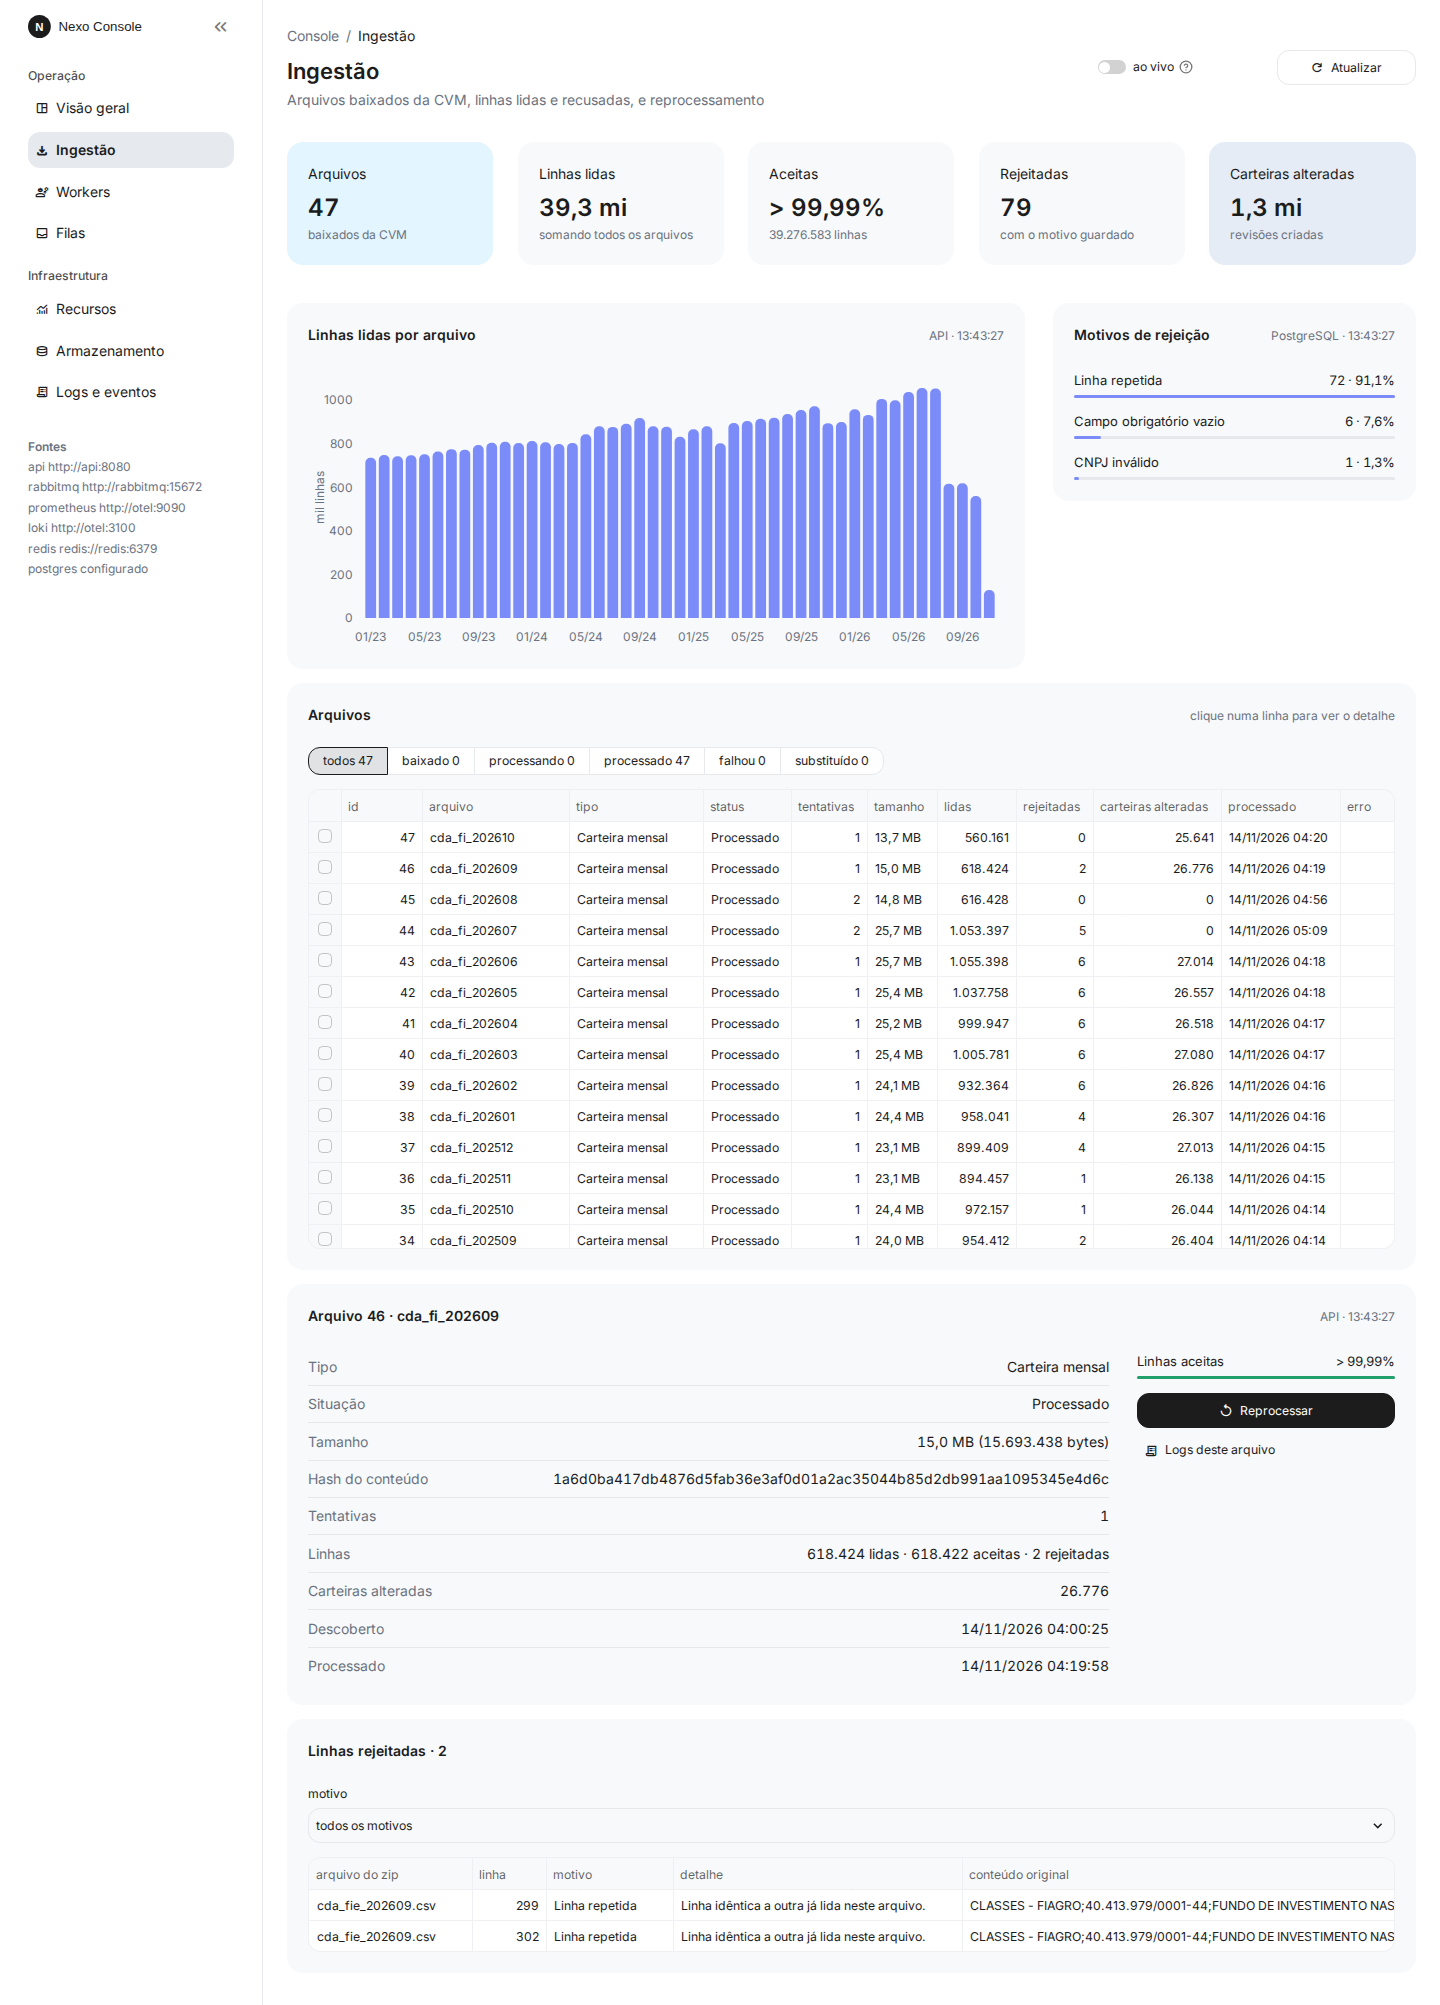 N Nexo Console
Operação
Visão geral
Ingestão
Workers
Filas
Infraestrutura
Recursos
Armazenamento
Logs e eventos
Fontes
api http://api:8080
rabbitmq http://rabbitmq:15672
prometheus http://otel:9090
loki http://otel:3100
redis redis://redis:6379
postgres configurado
Console / Ingestão
Ingestão
Arquivos baixados da CVM, linhas lidas e recusadas, e reprocessamento
ao vivo
Atualizar
Arquivos
47
baixados da CVM
Linhas lidas
39,3 mi
somando todos os arquivos
Aceitas
> 99,99%
39.276.583 linhas
Rejeitadas
79
com o motivo guardado
Carteiras alteradas
1,3 mi
revisões criadas
Linhas lidas por arquivo API · 13:43:27
mil linhas
1000
800
600
400
200
0
01/23 05/23 09/23 01/24 05/24 09/24 01/25 05/25 09/25 01/26 05/26 09/26
Motivos de rejeição PostgreSQL · 13:43:27
Linha repetida 72 · 91,1%
Campo obrigatório vazio 6 · 7,6%
CNPJ inválido 1 · 1,3%
Arquivos clique numa linha para ver o detalhe
todos 47 baixado 0 processando 0 processado 47 falhou 0 substituído 0
id arquivo tipo status tentativas tamanho lidas rejeitadas carteiras alteradas processado erro
47 cda_fi_202610 Carteira mensal Processado 1 13,7 MB 560.161 0 25.641 14/11/2026 04:20
46 cda_fi_202609 Carteira mensal Processado 1 15,0 MB 618.424 2 26.776 14/11/2026 04:19
45 cda_fi_202608 Carteira mensal Processado 2 14,8 MB 616.428 0 0 14/11/2026 04:56
44 cda_fi_202607 Carteira mensal Processado 2 25,7 MB 1.053.397 5 0 14/11/2026 05:09
43 cda_fi_202606 Carteira mensal Processado 1 25,7 MB 1.055.398 6 27.014 14/11/2026 04:18
42 cda_fi_202605 Carteira mensal Processado 1 25,4 MB 1.037.758 6 26.557 14/11/2026 04:18
41 cda_fi_202604 Carteira mensal Processado 1 25,2 MB 999.947 6 26.518 14/11/2026 04:17
40 cda_fi_202603 Carteira mensal Processado 1 25,4 MB 1.005.781 6 27.080 14/11/2026 04:17
39 cda_fi_202602 Carteira mensal Processado 1 24,1 MB 932.364 6 26.826 14/11/2026 04:16
38 cda_fi_202601 Carteira mensal Processado 1 24,4 MB 958.041 4 26.307 14/11/2026 04:16
37 cda_fi_202512 Carteira mensal Processado 1 23,1 MB 899.409 4 27.013 14/11/2026 04:15
36 cda_fi_202511 Carteira mensal Processado 1 23,1 MB 894.457 1 26.138 14/11/2026 04:15
35 cda_fi_202510 Carteira mensal Processado 1 24,4 MB 972.157 1 26.044 14/11/2026 04:14
34 cda_fi_202509 Carteira mensal Processado 1 24,0 MB 954.412 2 26.404 14/11/2026 04:14
Arquivo 46 · cda_fi_202609 API · 13:43:27
Tipo Carteira mensal
Situação Processado
Tamanho 15,0 MB (15.693.438 bytes)
Hash do conteúdo 1a6d0ba417db4876d5fab36e3af0d01a2ac35044b85d2db991aa1095345e4d6c
Tentativas 1
Linhas 618.424 lidas · 618.422 aceitas · 2 rejeitadas
Carteiras alteradas 26.776
Descoberto 14/11/2026 04:00:25
Processado 14/11/2026 04:19:58
Linhas aceitas > 99,99%
Reprocessar
Logs deste arquivo
Linhas rejeitadas · 2
motivo
todos os motivos
arquivo do zip linha motivo detalhe conteúdo original
cda_fie_202609.csv 299 Linha repetida Linha idêntica a outra já lida neste arquivo. CLASSES - FIAGRO;40.413.979/0001-44;FUNDO DE INVESTIMENTO NAS
cda_fie_202609.csv 302 Linha repetida Linha idêntica a outra já lida neste arquivo. CLASSES - FIAGRO;40.413.979/0001-44;FUNDO DE INVESTIMENTO NAS